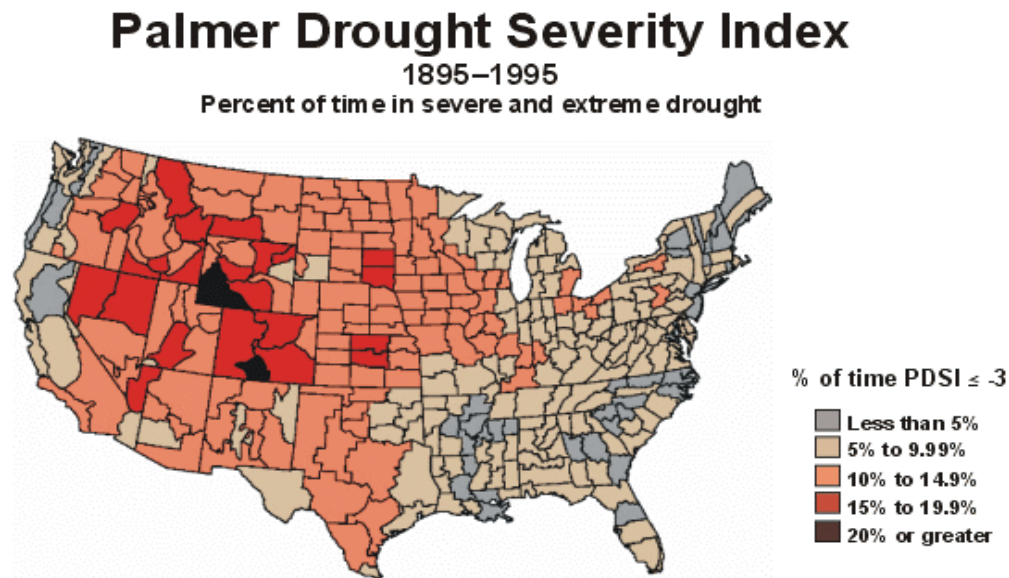 Palmer Drought Severity Index
1895–1995
Percent of time in severe and extreme drought
% of time PDSI ≤ -3
Less than 5%
5% to 9.99%
10% to 14.9%
15% to 19.9%
20% or greater